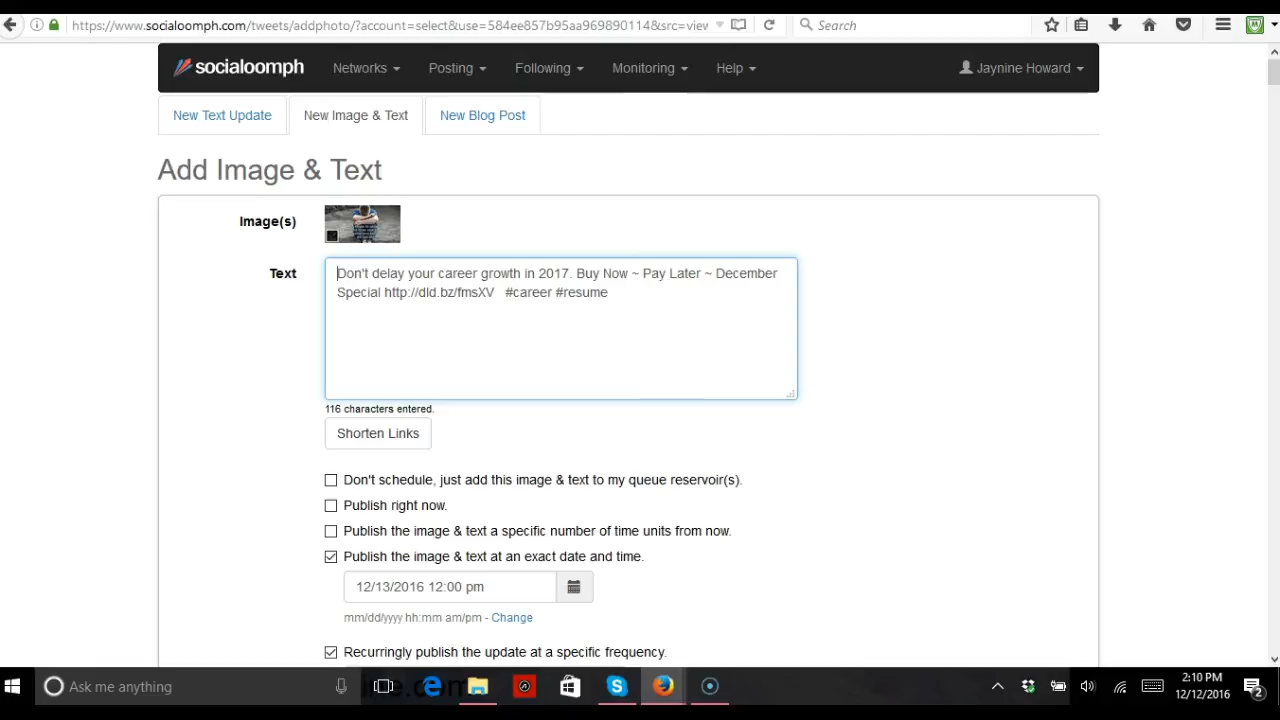 https://www.socialoomph.com/tweets/addphoto/?account=select&use=584ee857b95aa969890114&src=view
Search
socialoomph Networks Posting Following Monitoring Help Jaynine Howard
New Text Update New Image & Text New Blog Post
Add Image & Text
Image(s)
Text
Don't delay your career growth in 2017. Buy Now ~ Pay Later ~ December
Special http://dld.bz/fmsXV #career #resume
116 characters entered.
Shorten Links
Don't schedule, just add this image & text to my queue reservoir(s).
Publish right now.
Publish the image & text a specific number of time units from now.
Publish the image & text at an exact date and time.
12/13/2016 12:00 pm
mm/dd/yyyy hh:mm am/pm - Change
Recurringly publish the update at a specific frequency.
Ask me anything
2:10 PM
12/12/2016
2